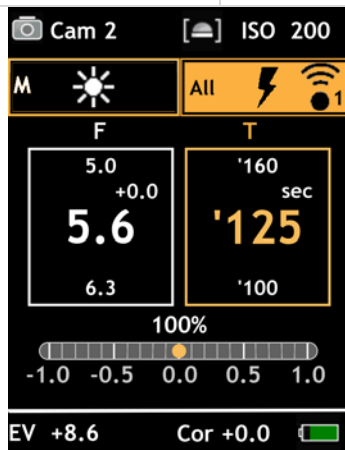 Cam 2 [ ] ISO 200
M All 1
F T
5.0 '160
+0.0 sec
5.6 '125
6.3 '100
100%
-1.0 -0.5 0.0 0.5 1.0
EV +8.6 Cor +0.0